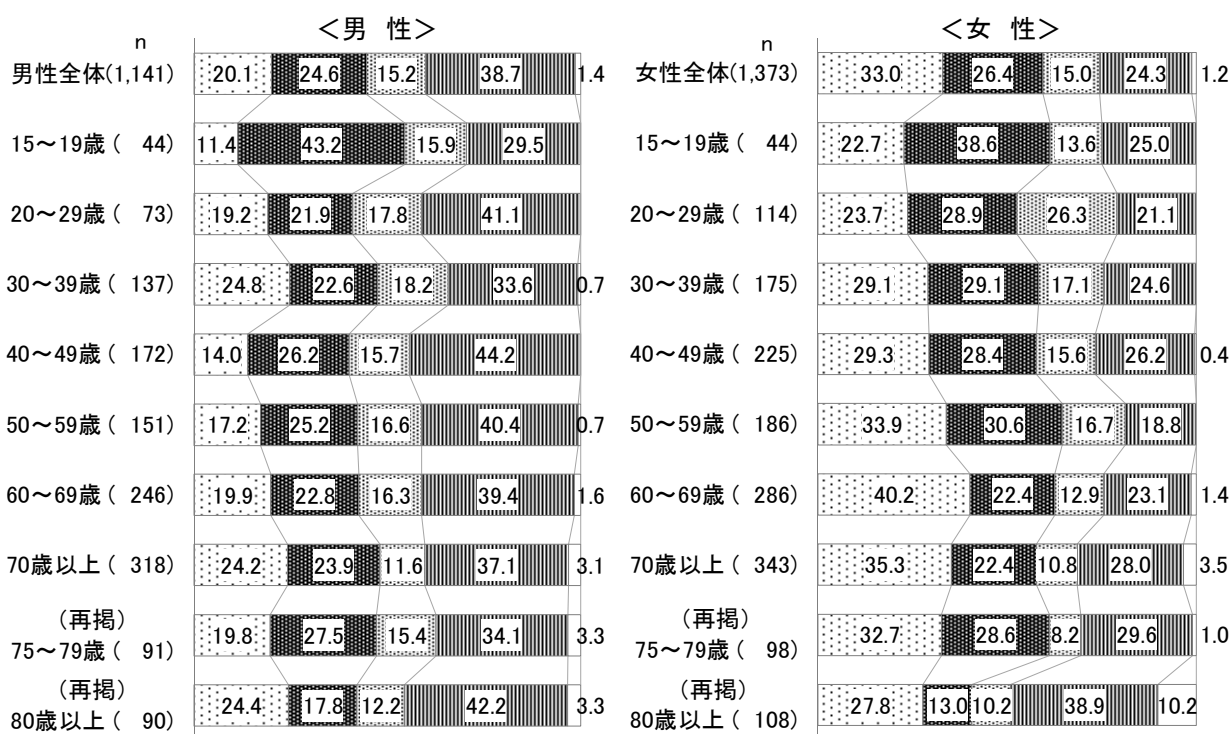 ＜男　性＞
n
男性全体(1,141) 20.1 24.6 15.2 38.7 1.4
15～19歳（　44） 11.4 43.2 15.9 29.5
20～29歳（　73） 19.2 21.9 17.8 41.1
30～39歳（ 137） 24.8 22.6 18.2 33.6 0.7
40～49歳（ 172） 14.0 26.2 15.7 44.2
50～59歳（ 151） 17.2 25.2 16.6 40.4 0.7
60～69歳（ 246） 19.9 22.8 16.3 39.4 1.6
70歳以上（ 318） 24.2 23.9 11.6 37.1 3.1
（再掲）
75～79歳（　91） 19.8 27.5 15.4 34.1 3.3
（再掲）
80歳以上（　90） 24.4 17.8 12.2 42.2 3.3
＜女　性＞
n
女性全体(1,373) 33.0 26.4 15.0 24.3 1.2
15～19歳（　44） 22.7 38.6 13.6 25.0
20～29歳（ 114） 23.7 28.9 26.3 21.1
30～39歳（ 175） 29.1 29.1 17.1 24.6
40～49歳（ 225） 29.3 28.4 15.6 26.2 0.4
50～59歳（ 186） 33.9 30.6 16.7 18.8
60～69歳（ 286） 40.2 22.4 12.9 23.1 1.4
70歳以上（ 343） 35.3 22.4 10.8 28.0 3.5
（再掲）
75～79歳（　98） 32.7 28.6 8.2 29.6 1.0
（再掲）
80歳以上（ 108） 27.8 13.0 10.2 38.9 10.2